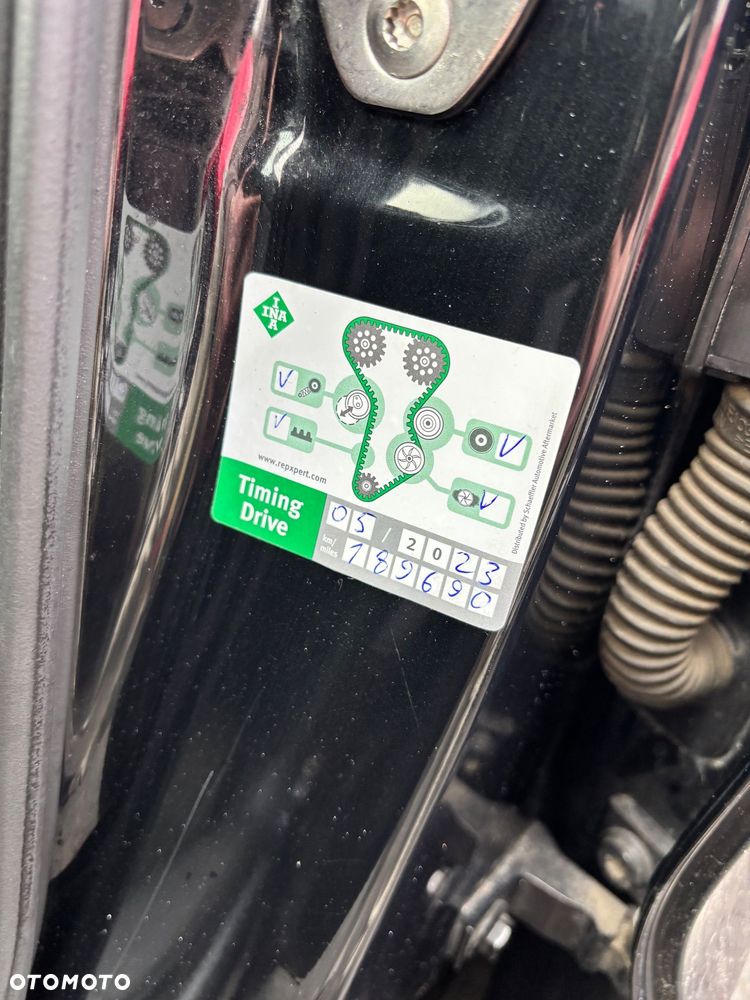 I
INA
A
V
V
V
V
www.repxpert.com
Distributed by Schaeffler Automotive Aftermarket
Timing
Drive
05 / 2023
km/
miles
189690
OTOMOTO